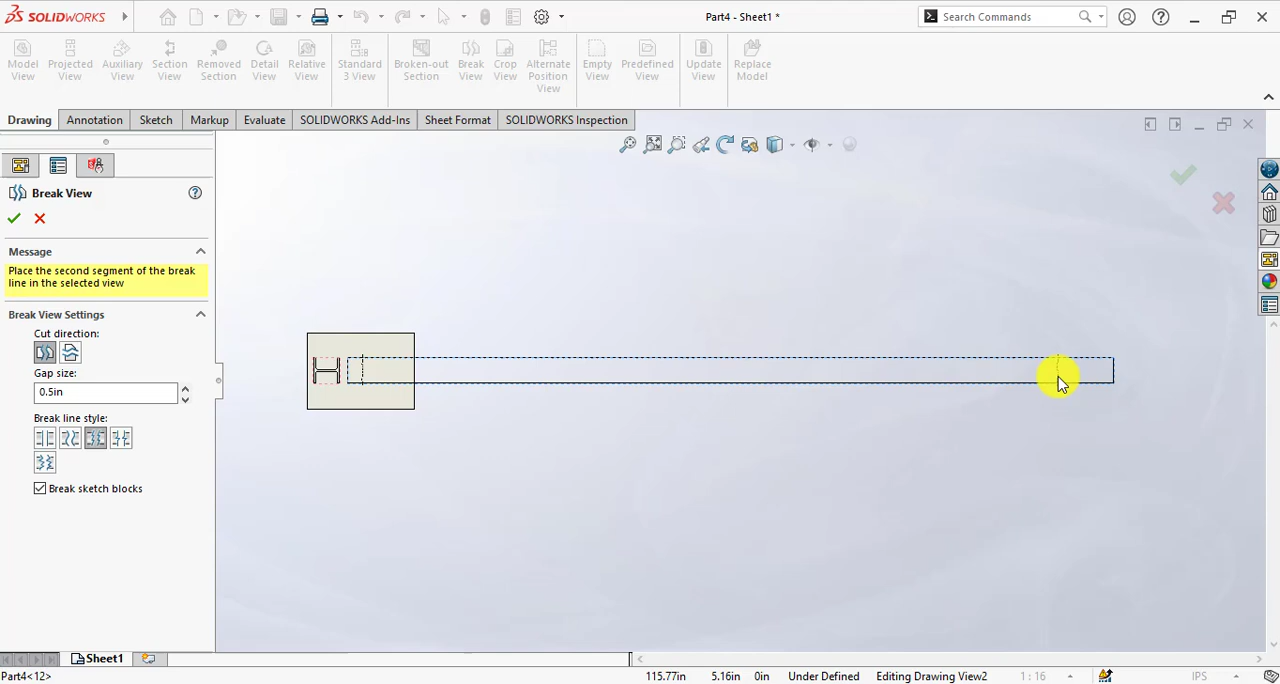 SOLIDWORKS
Part4 - Sheet1 *
Search Commands
Model View
Projected View
Auxiliary View
Section View
Removed Section
Detail View
Relative View
Standard 3 View
Broken-out Section
Break View
Crop View
Alternate Position View
Empty View
Predefined View
Update View
Replace Model
Drawing
Annotation
Sketch
Markup
Evaluate
SOLIDWORKS Add-Ins
Sheet Format
SOLIDWORKS Inspection
Break View
Message
Place the second segment of the break
line in the selected view
Break View Settings
Cut direction:
Gap size:
0.5in
Break line style:
Break sketch blocks
Sheet1
Part4<12>
115.77in
5.16in
0in
Under Defined
Editing Drawing View2
1 : 16
IPS